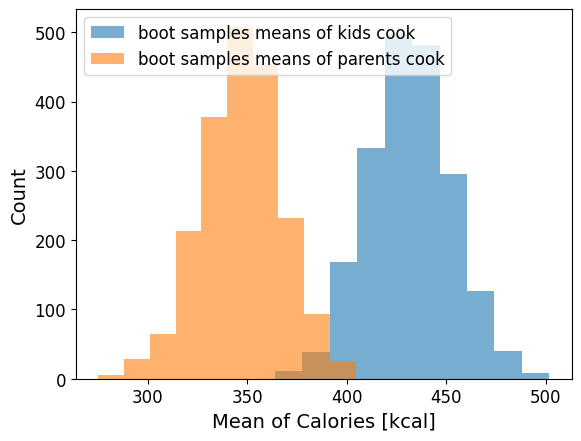 boot samples means of kids cook
boot samples means of parents cook
500
400
300
200
100
0
Count
300 350 400 450 500
Mean of Calories [kcal]